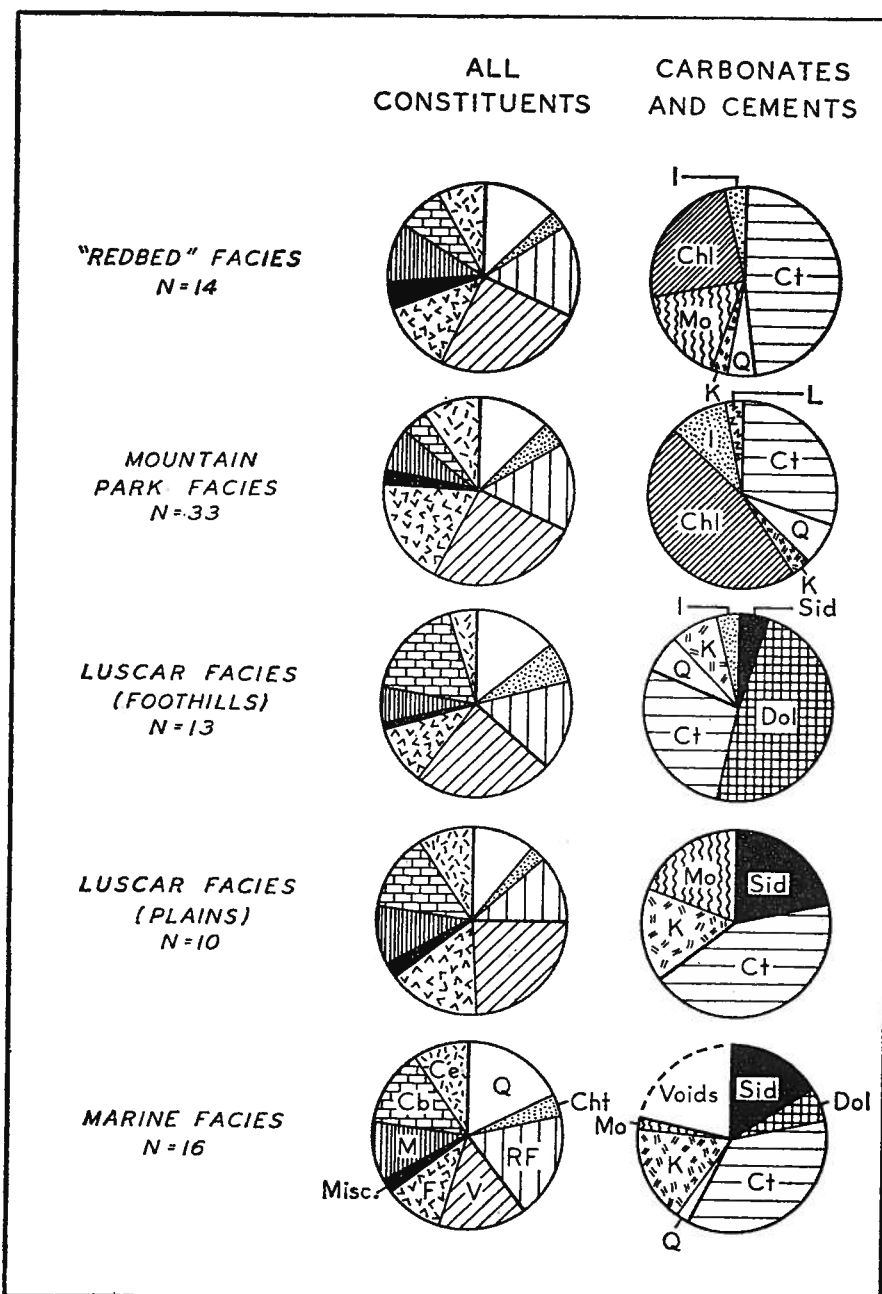 ALL
CONSTITUENTS
CARBONATES
AND CEMENTS
"REDBED" FACIES
N=14
I
Chl
Ct
Mo
K
Q
MOUNTAIN
PARK FACIES
N=33
L
I
Ct
Chl
Q
K
LUSCAR FACIES
(FOOTHILLS)
N=13
I
Sid
K
Q
Dol
Ct
LUSCAR FACIES
(PLAINS)
N=10
Mo
Sid
K
Ct
MARINE FACIES
N=16
Ce
Q
Cb
Cht
M
RF
Misc.
F
V
Voids
Sid
Dol
Mo
K
Ct
Q